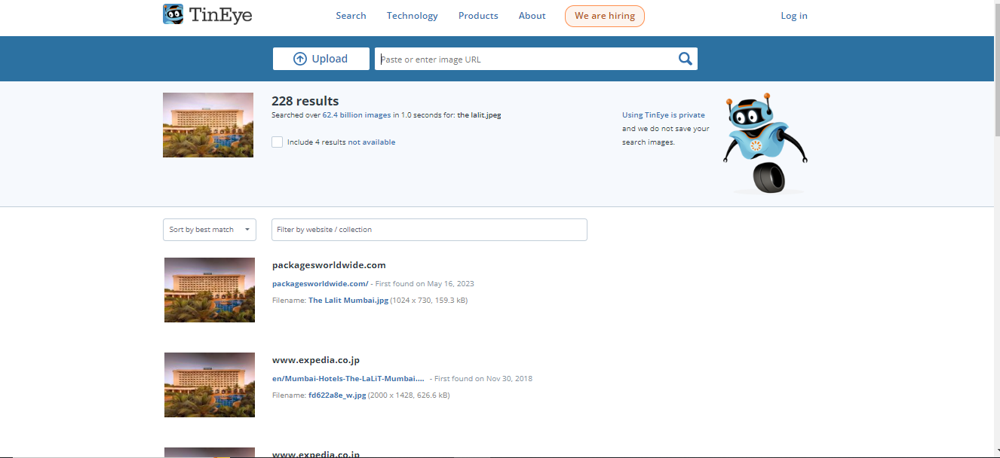 TinEye
Search Technology Products About We are hiring Log in
Upload Paste or enter image URL
228 results
Searched over 62.4 billion images in 1.0 seconds for: the lalit.jpeg
Include 4 results not available
Using TinEye is private
and we do not save your
search images.
Sort by best match Filter by website / collection
packagesworldwide.com
packagesworldwide.com/ - First found on May 16, 2023
Filename: The Lalit Mumbai.jpg (1024 x 730, 159.3 kB)
www.expedia.co.jp
en/Mumbai-Hotels-The-LaLiT-Mumbai.... - First found on Nov 30, 2018
Filename: fd622a8e_w.jpg (2000 x 1428, 626.6 kB)
www.expedia.co.jp